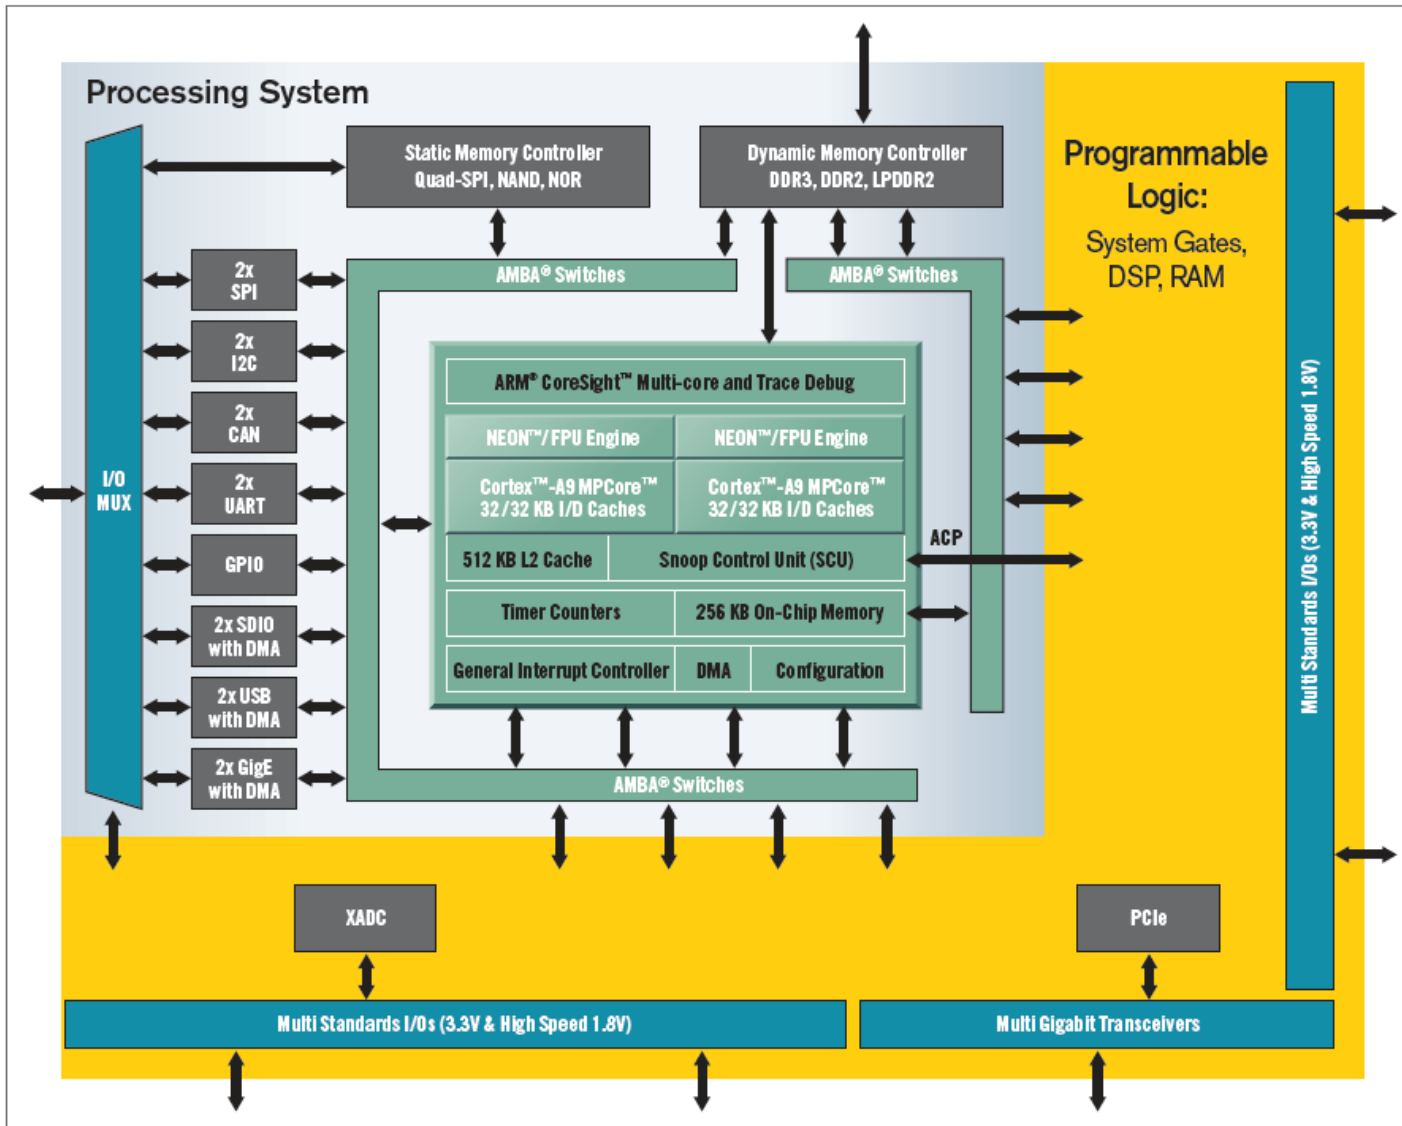 Processing System
Static Memory Controller
Quad-SPI, NAND, NOR
Dynamic Memory Controller
DDR3, DDR2, LPDDR2
Programmable
Logic:
System Gates,
DSP, RAM
I/O
MUX
2x
SPI
2x
I2C
2x
CAN
2x
UART
GPIO
2x SDIO
with DMA
2x USB
with DMA
2x GigE
with DMA
AMBA® Switches
AMBA® Switches
ARM® CoreSight™ Multi-core and Trace Debug
NEON™/FPU Engine
NEON™/FPU Engine
Cortex™-A9 MPCore™
32/32 KB I/D Caches
Cortex™-A9 MPCore™
32/32 KB I/D Caches
512 KB L2 Cache
Snoop Control Unit (SCU)
ACP
Timer Counters
256 KB On-Chip Memory
General Interrupt Controller
DMA
Configuration
AMBA® Switches
Multi Standards I/Os (3.3V & High Speed 1.8V)
XADC
PCIe
Multi Standards I/Os (3.3V & High Speed 1.8V)
Multi Gigabit Transceivers